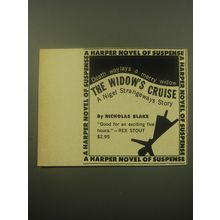 A HARPER NOVEL OF SUSPENSE
A HARPER NOVEL OF SUSPENSE
A HARPER NOVEL OF SUSPENSE
A HARPER NOVEL OF SUSPENSE
Death waylays a merry widow
THE WIDOW'S CRUISE
A Nigel Strangeways Story
By NICHOLAS BLAKE
"Good for an exciting five
hours."—REX STOUT
$2.95